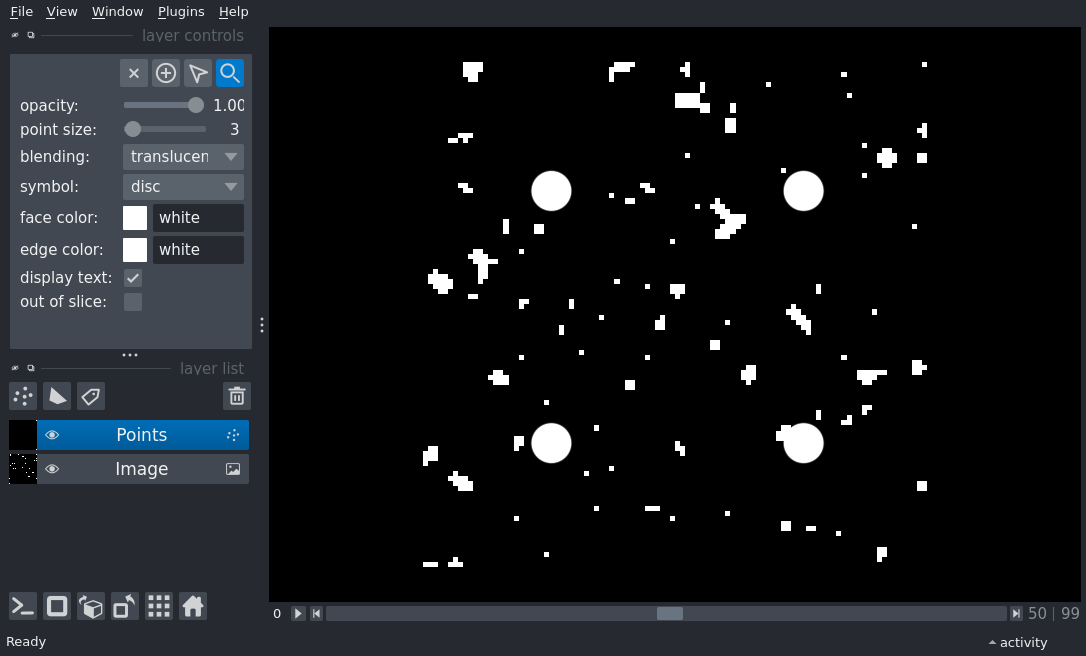 File View Window Plugins Help
layer controls
opacity: 1.00
point size: 3
blending: translucen
symbol: disc
face color: white
edge color: white
display text:
out of slice:
layer list
Points
Image
0 50 | 99
Ready activity